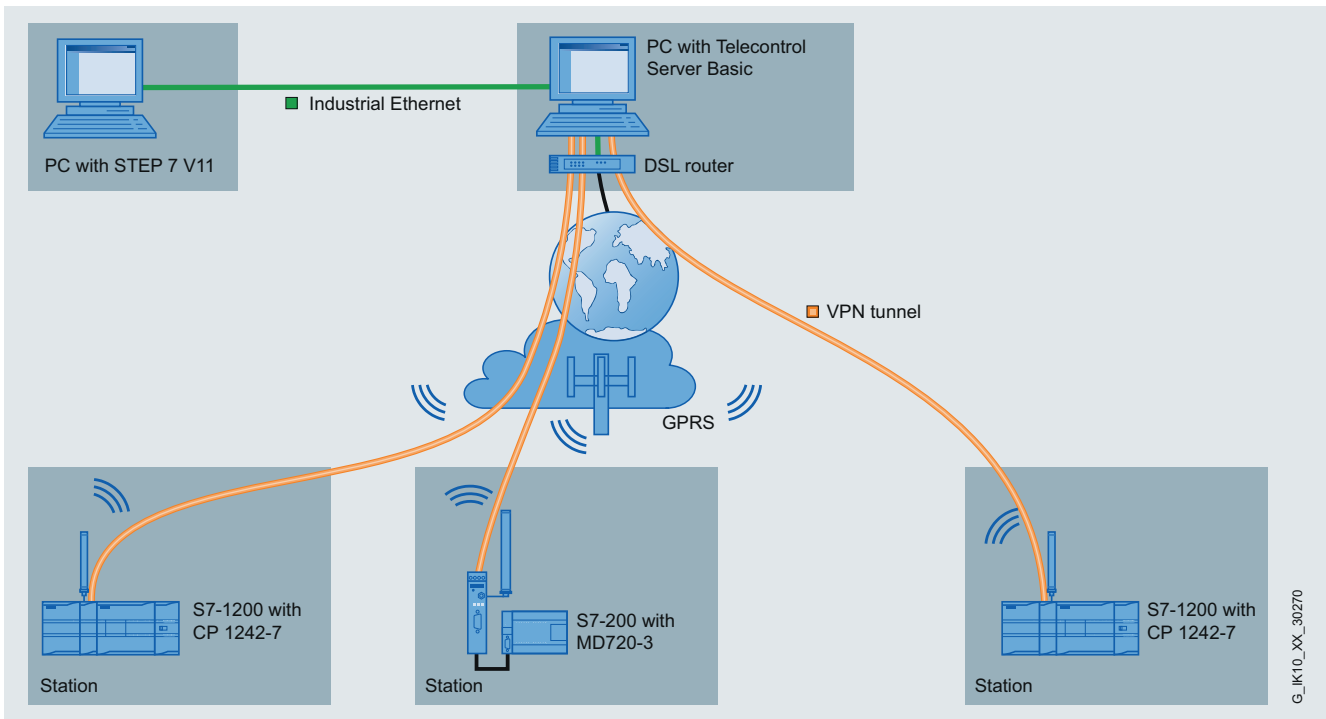 PC with Telecontrol
Server Basic
Industrial Ethernet
PC with STEP 7 V11
DSL router
VPN tunnel
GPRS
S7-1200 with
CP 1242-7
Station
S7-200 with
MD720-3
Station
S7-1200 with
CP 1242-7
Station
G_IK10_XX_30270